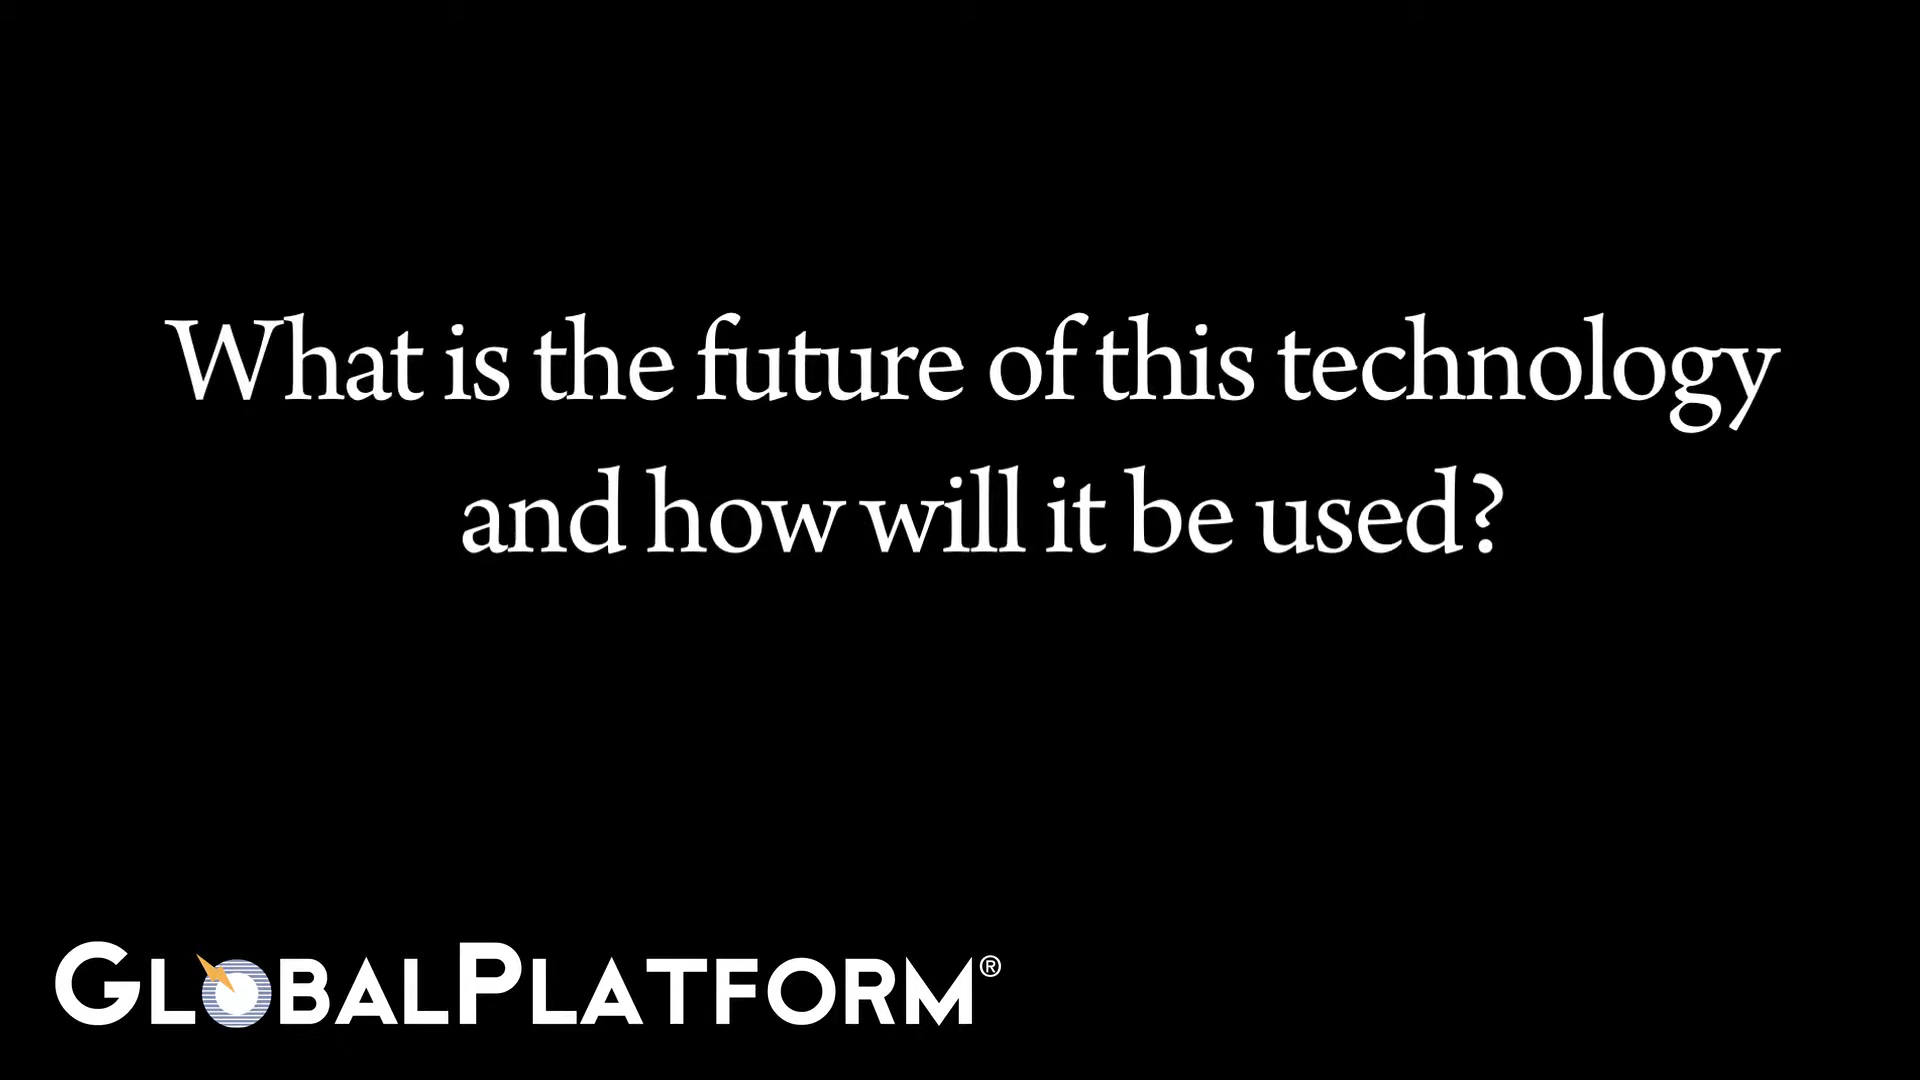 What is the future of this technology
and how will it be used?
GLOBALPLATFORM®